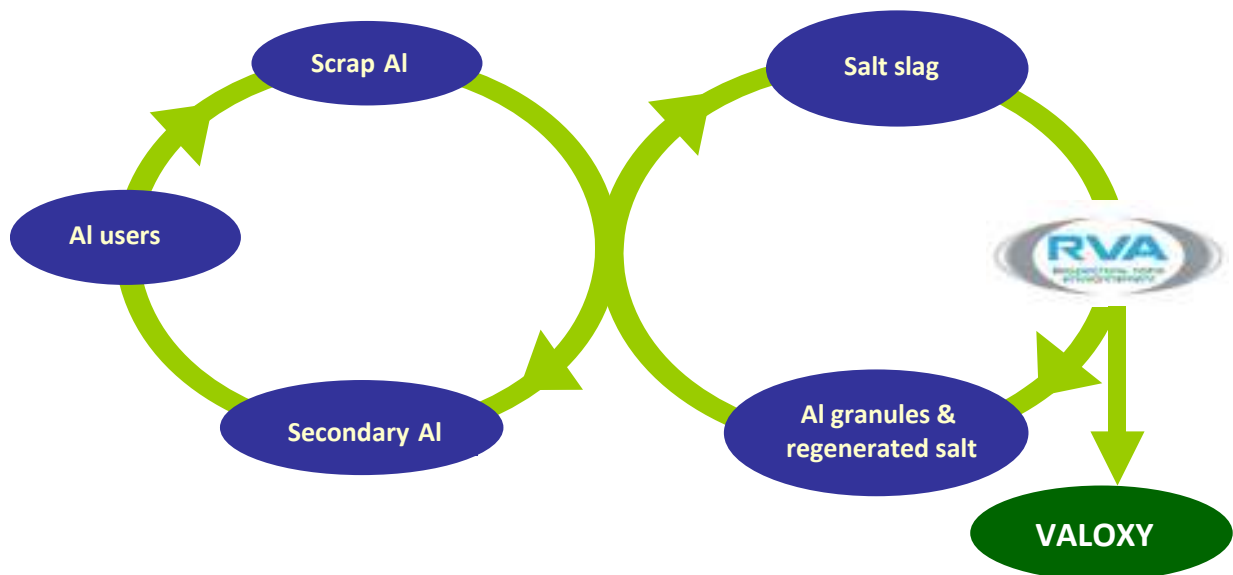 Scrap Al
Salt slag
Al users
RVA
Secondary Al
Al granules &
regenerated salt
VALOXY